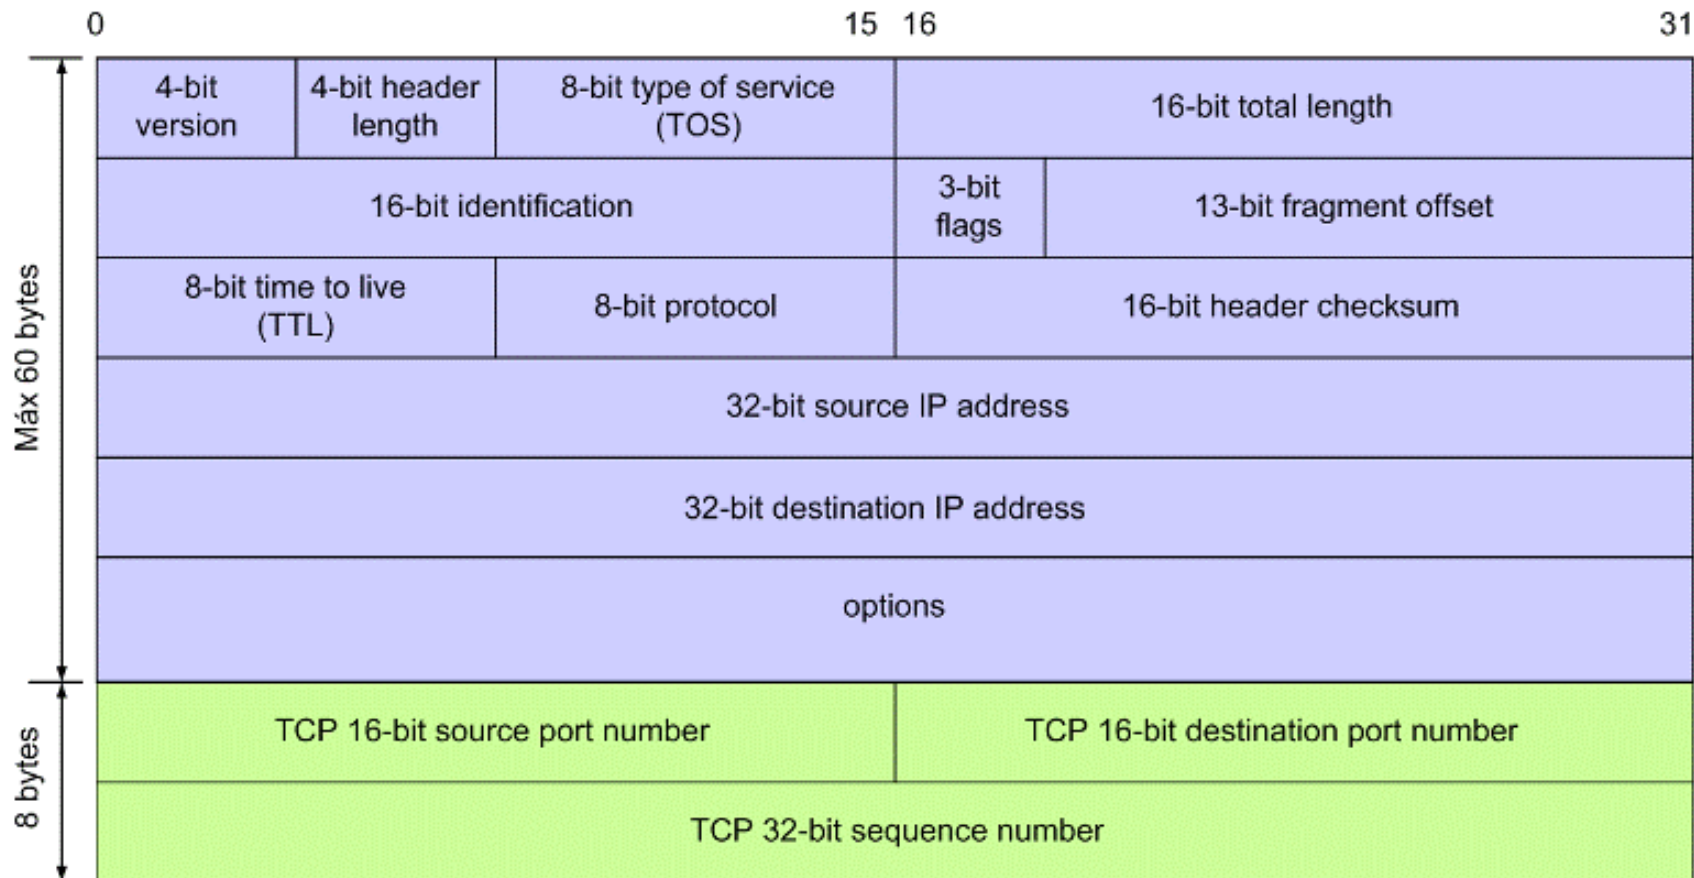 0 15 16 31
4-bit
version
4-bit header
length
8-bit type of service
(TOS)
16-bit total length
16-bit identification
3-bit
flags
13-bit fragment offset
8-bit time to live
(TTL)
8-bit protocol
16-bit header checksum
32-bit source IP address
32-bit destination IP address
options
Máx 60 bytes
TCP 16-bit source port number
TCP 16-bit destination port number
TCP 32-bit sequence number
8 bytes